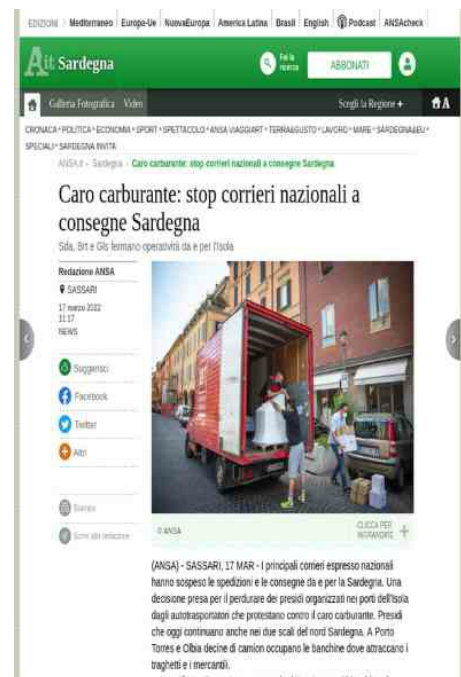 EDIZIONI Mediterraneo Europe-Ue NuovaEuropa America Latina Brasil English Podcast ANSAcheck
Ait Sardegna Fai la ricerca ABBONATI
Galleria Fotografica Video Scegli la Regione + A
CRONACA • POLITICA • ECONOMIA • SPORT • SPETTACOLO • ANSA VIAGGIART • TERRA&GUSTO • LAVORO • MARE • SARDEGNA&EU •
SPECIALI • SARDEGNA INVITA
ANSA.it Sardegna Caro carburante: stop corrieri nazionali a consegne Sardegna
Caro carburante: stop corrieri nazionali a
consegne Sardegna
Sda, Brt e Gls fermano operatività da e per l'Isola
Redazione ANSA
SASSARI
17 marzo 2022
11:17
NEWS
Suggerisci
Facebook
Twitter
Altri
Stampa
Scrivi alla redazione
© ANSA
CLICCA PER
INGRANDIRE +
(ANSA) - SASSARI, 17 MAR - I principali corrieri espresso nazionali
hanno sospeso le spedizioni e le consegne da e per la Sardegna. Una
decisione presa per il perdurare dei presidi organizzati nei porti dell'Isola
dagli autotrasportatori che protestano contro il caro carburante. Presidi
che oggi continuano anche nei due scali del nord Sardegna. A Porto
Torres e Olbia decine di camion occupano le banchine dove attraccano i
traghetti e i mercantili.